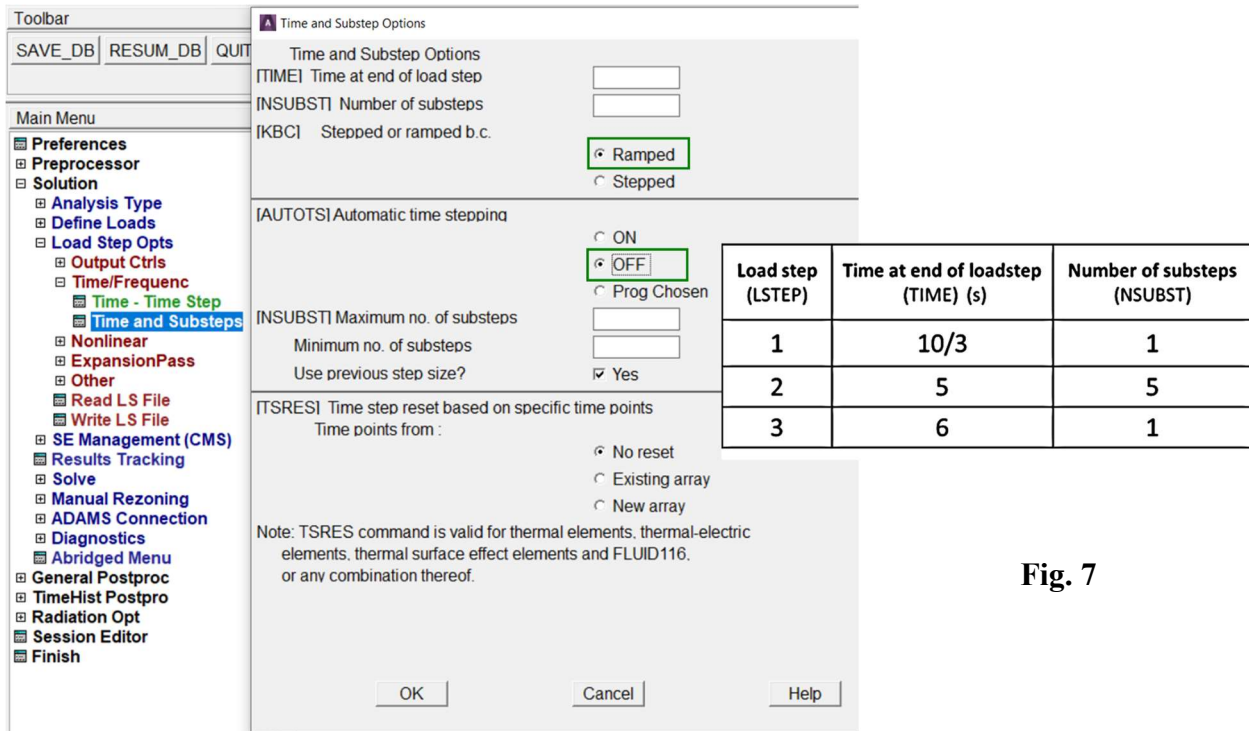 Toolbar
SAVE_DB RESUM_DB QUIT
Main Menu
Preferences
Preprocessor
Solution
Analysis Type
Define Loads
Load Step Opts
Output Ctrls
Time/Frequenc
Time - Time Step
Time and Substeps
Nonlinear
ExpansionPass
Other
Read LS File
Write LS File
SE Management (CMS)
Results Tracking
Solve
Manual Rezoning
ADAMS Connection
Diagnostics
Abridged Menu
General Postproc
TimeHist Postpro
Radiation Opt
Session Editor
Finish
Time and Substep Options
Time and Substep Options
[TIME] Time at end of load step
[NSUBST] Number of substeps
[KBC] Stepped or ramped b.c.
Ramped
Stepped
[AUTOTS] Automatic time stepping
ON
OFF
Prog Chosen
[NSUBST] Maximum no. of substeps
Minimum no. of substeps
Use previous step size? Yes
[TSRES] Time step reset based on specific time points
Time points from :
No reset
Existing array
New array
Note: TSRES command is valid for thermal elements, thermal-electric
elements, thermal surface effect elements and FLUID116,
or any combination thereof.
OK Cancel Help
Load step Time at end of loadstep Number of substeps
(LSTEP) (TIME) (s) (NSUBST)
1 10/3 1
2 5 5
3 6 1
Fig. 7